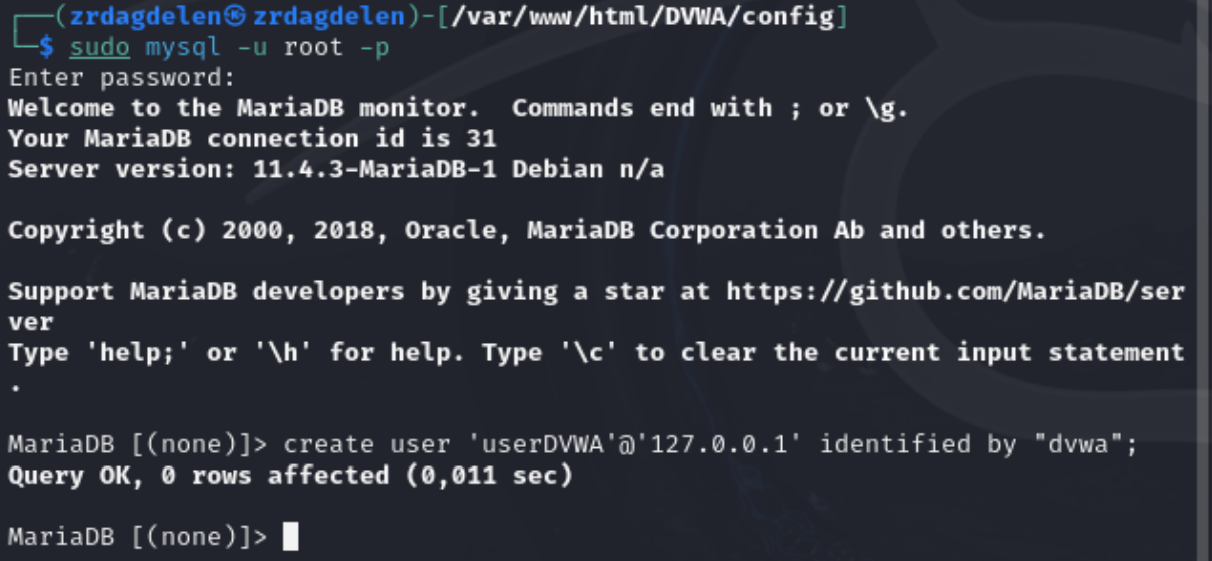 ┌──(zrdagdelen㉿zrdagdelen)-[/var/www/html/DVWA/config]
└─$ sudo mysql -u root -p
Enter password:
Welcome to the MariaDB monitor.  Commands end with ; or \g.
Your MariaDB connection id is 31
Server version: 11.4.3-MariaDB-1 Debian n/a

Copyright (c) 2000, 2018, Oracle, MariaDB Corporation Ab and others.

Support MariaDB developers by giving a star at https://github.com/MariaDB/ser
ver
Type 'help;' or '\h' for help. Type '\c' to clear the current input statement
.

MariaDB [(none)]> create user 'userDVWA'@'127.0.0.1' identified by "dvwa";
Query OK, 0 rows affected (0,011 sec)

MariaDB [(none)]>